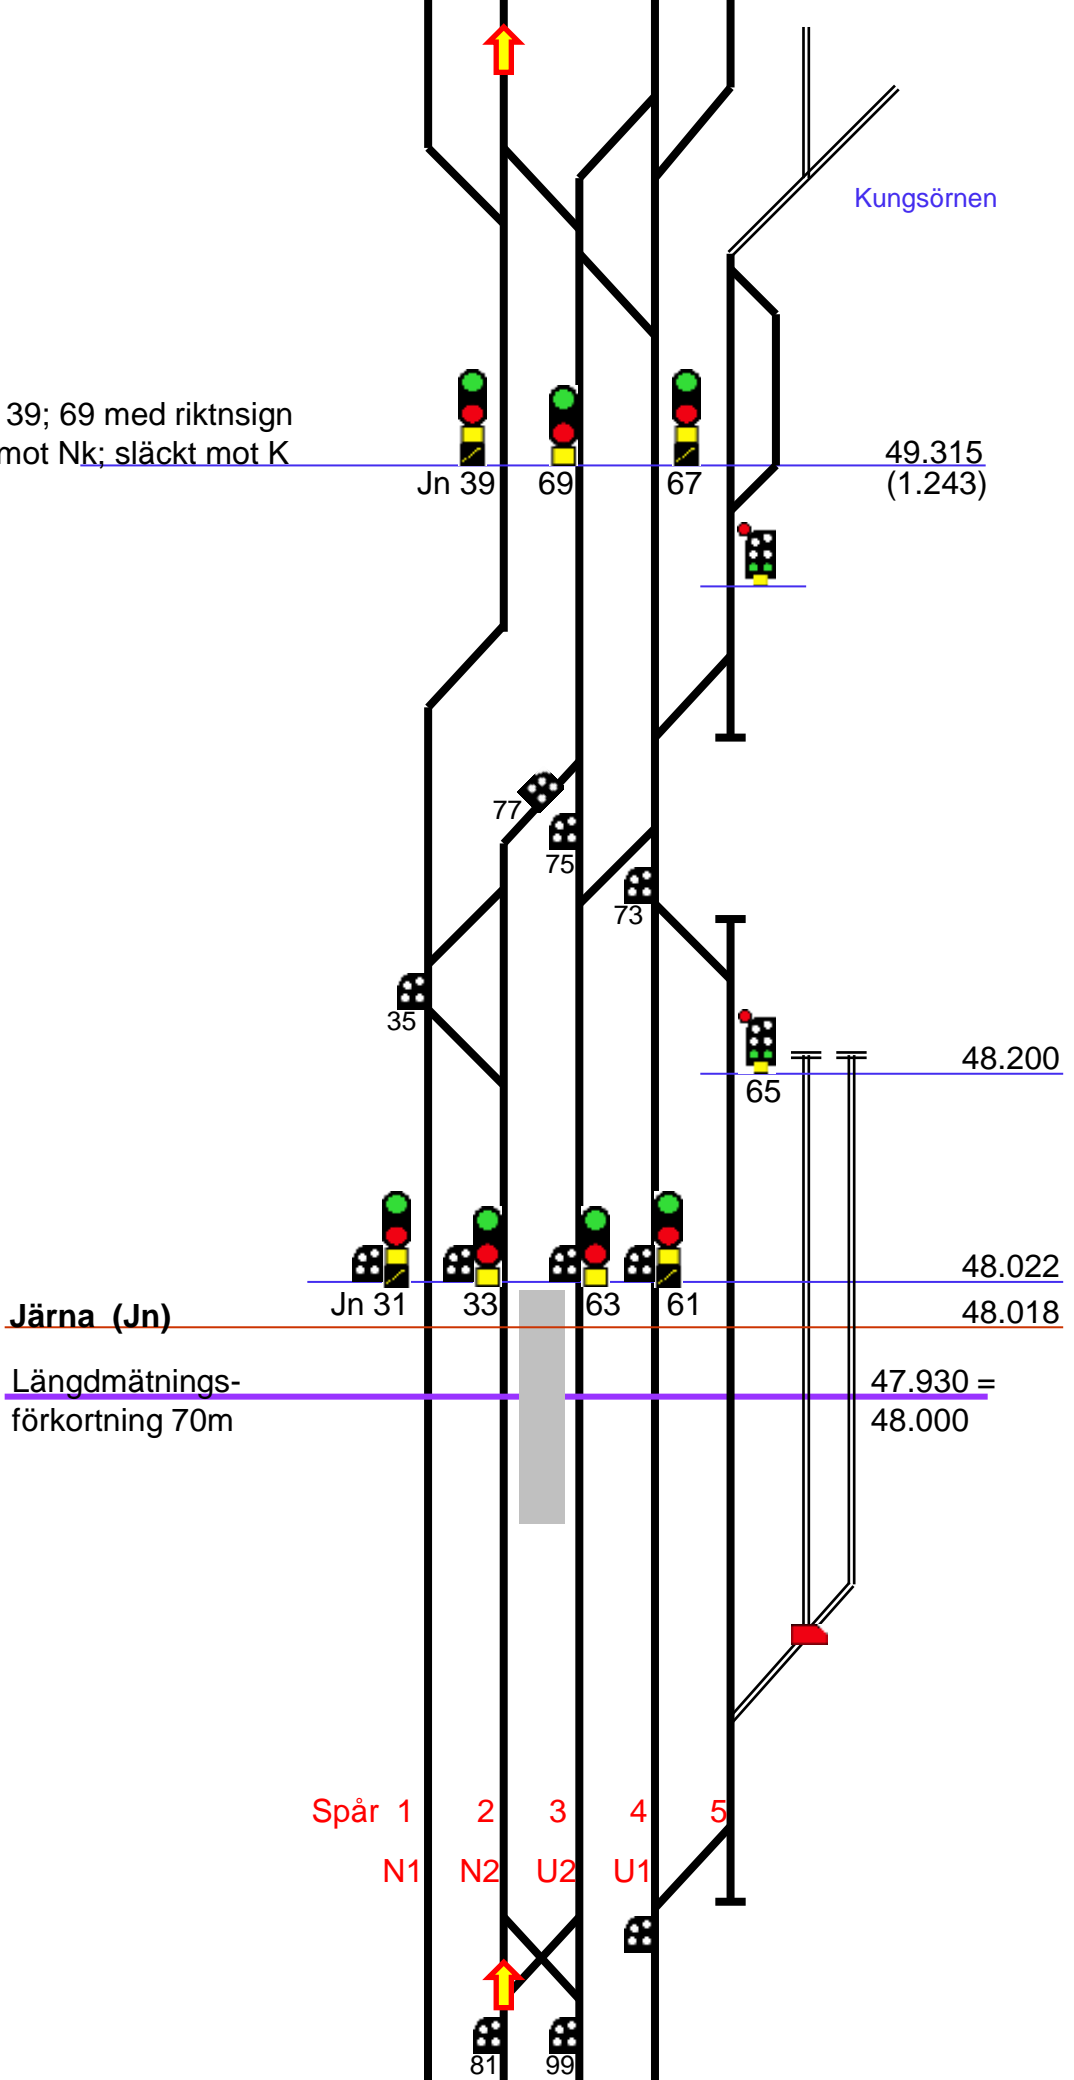 Kungsörnen
39; 69 med riktnsign
mot Nk; släckt mot K
49.315
Jn 39
69
67
(1.243)
77
75
73
35
48.200
65
48.022
Jn 31
33
63
61
Järna (Jn)
48.018
Längdmätnings-
47.930 =
förkortning 70m
48.000
Spår 1 2 3 4 5
N1 N2 U2 U1
81
99